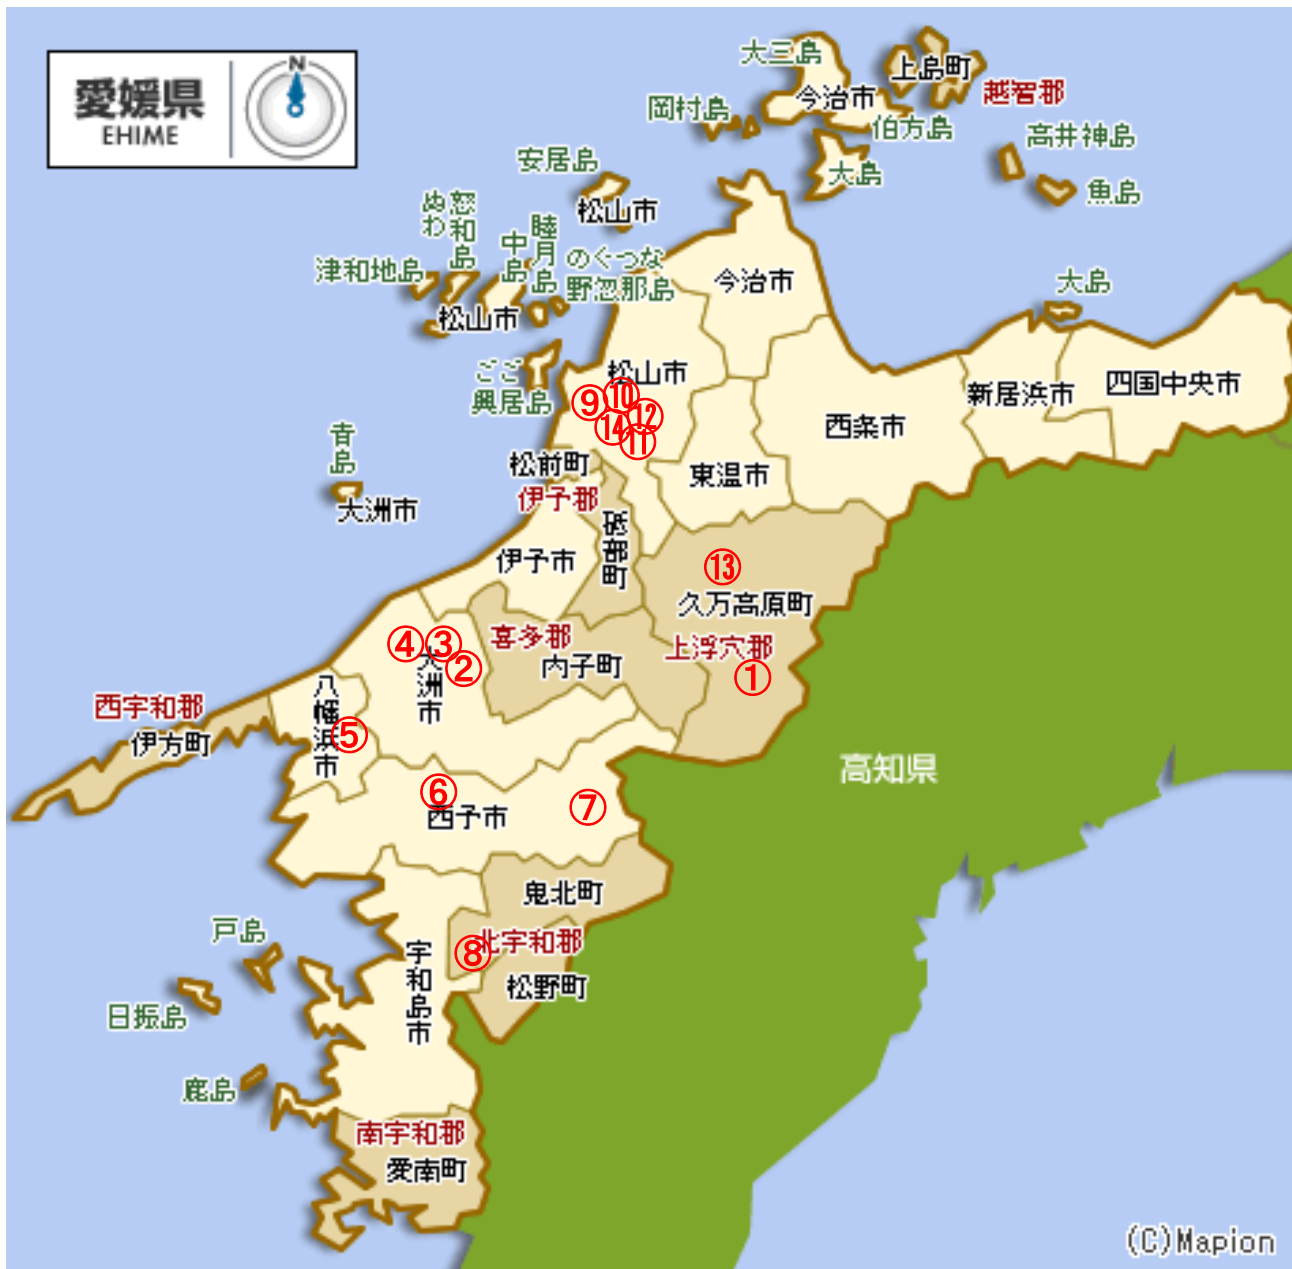 愛媛県
EHIME
N
大三島
上島町
越智郡
今治市
岡村島
伯方島
高井神島
安居島
大島
魚島
松山市
怒和島
ぬわ
睦月島
中島
のぐつな
野忽那島
津和地島
松山市
今治市
大島
ごご
興居島
松山市
新居浜市
四国中央市
⑨
⑩
⑫
⑭
⑪
西条市
青島
松前町
東温市
大洲市
伊予郡
砥部町
伊予市
⑬
久万高原町
④
③
②
喜多郡
上浮穴郡
大洲市
内子町
①
西宇和郡
八幡浜市
伊方町
⑤
高知県
⑥
西予市
⑦
鬼北町
戸島
北宇和郡
⑧
宇和島市
松野町
日振島
鹿島
南宇和郡
愛南町
(C)Mapion